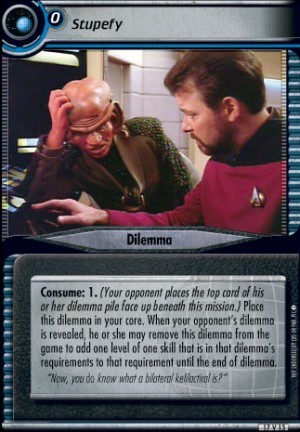 0
Stupefy
Dilemma
Consume: 1. (Your opponent places the top card of his
or her dilemma pile face up beneath this mission.) Place
this dilemma in your core. When your opponent's dilemma
is revealed, he or she may remove this dilemma from the
game to add one level of one skill that is in that dilemma's
requirements to that requirement until the end of dilemma.
"Now, you do know what a bilateral kelilactiral is?"
17 V 13